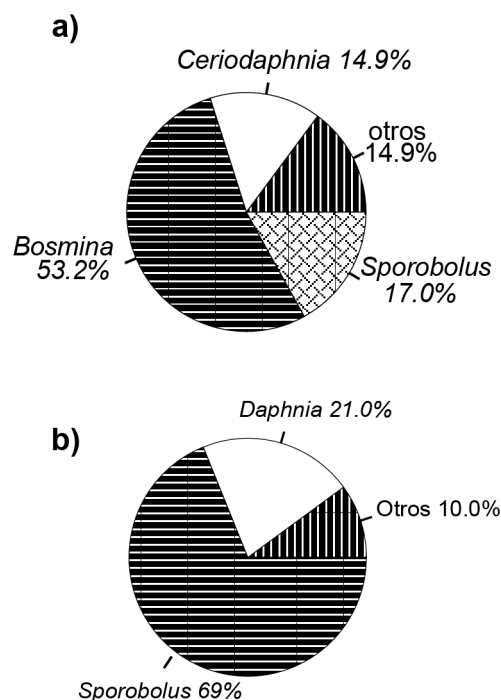 a)
Ceriodaphnia 14.9%
otros
14.9%
Bosmina
53.2%
Sporobolus
17.0%
b)
Daphnia 21.0%
Otros 10.0%
Sporobolus 69%